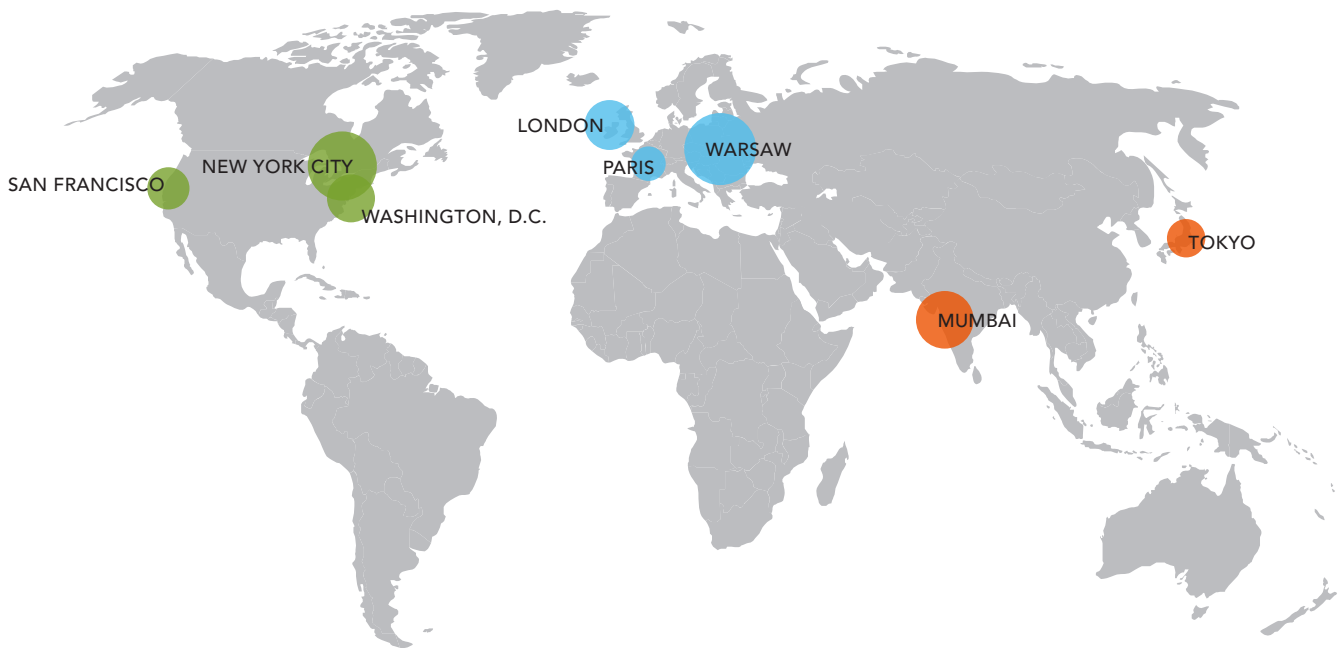 LONDON
WARSAW
NEW YORK CITY
PARIS
SAN FRANCISCO
WASHINGTON, D.C.
TOKYO
MUMBAI